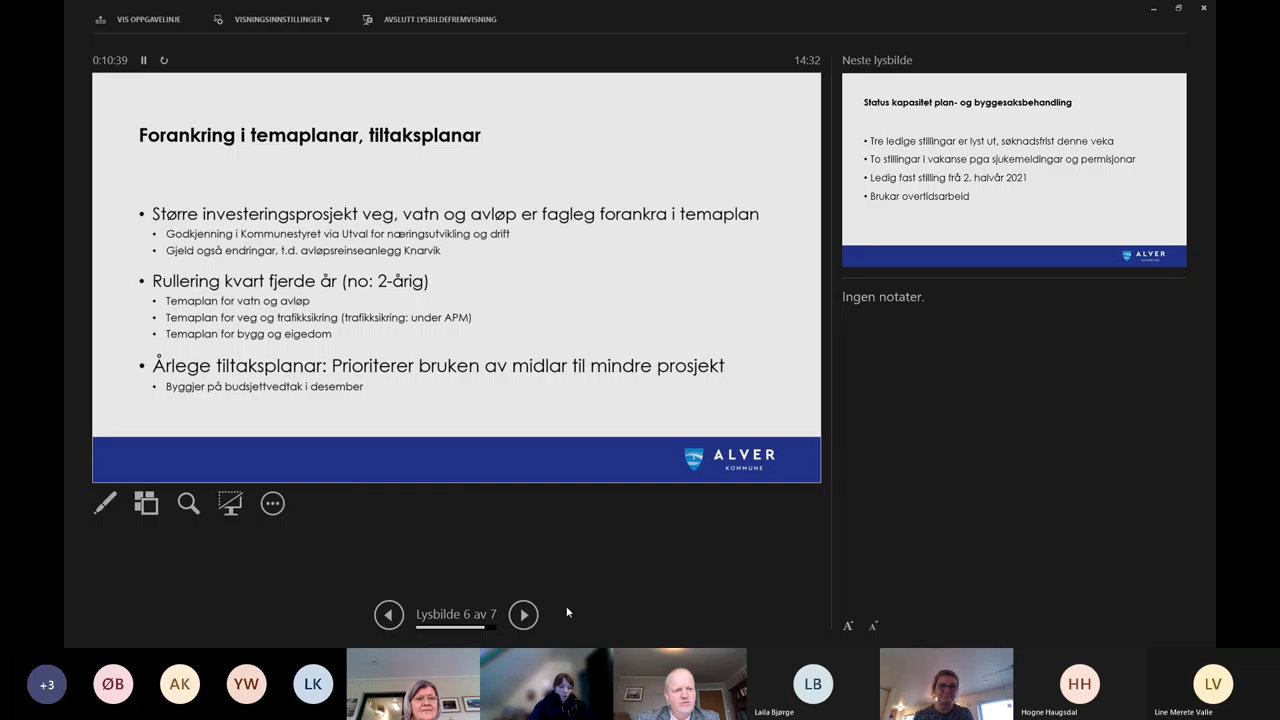 VIS OPPGAVELINJE
VISNINGSINNSTILLINGER ▼
AVSLUTT LYSBILDEFREMVISNING
0:10:39
14:32
Forankring i temaplanar, tiltaksplanar
• Større investeringsprosjekt veg, vatn og avløp er fagleg forankra i temaplan
• Godkjenning i Kommunestyret via Utval for næringsutvikling og drift
• Gjeld også endringar, t.d. avløpsreinseanlegg Knarvik
• Rullering kvart fjerde år (no: 2-årig)
• Temaplan for vatn og avløp
• Temaplan for veg og trafikksikring (trafikksikring: under APM)
• Temaplan for bygg og eigedom
• Årlege tiltaksplanar: Prioriterer bruken av midlar til mindre prosjekt
• Byggjer på budsjettvedtak i desember
ALVER
KOMMUNE
Neste lysbilde
Status kapasitet plan- og byggesaksbehandling
• Tre ledige stillingar er lyst ut, søknadsfrist denne veka
• To stillingar i vakanse pga sjukemeldingar og permisjonar
• Ledig fast stilling frå 2. halvår 2021
• Brukar overtidsarbeid
ALVER
KOMMUNE
Ingen notater.
Lysbilde 6 av 7
A
A
+3
ØB
AK
YW
LK
LB
Laila Bjørge
HH
Hogne Haugsdal
LV
Line Merete Valle